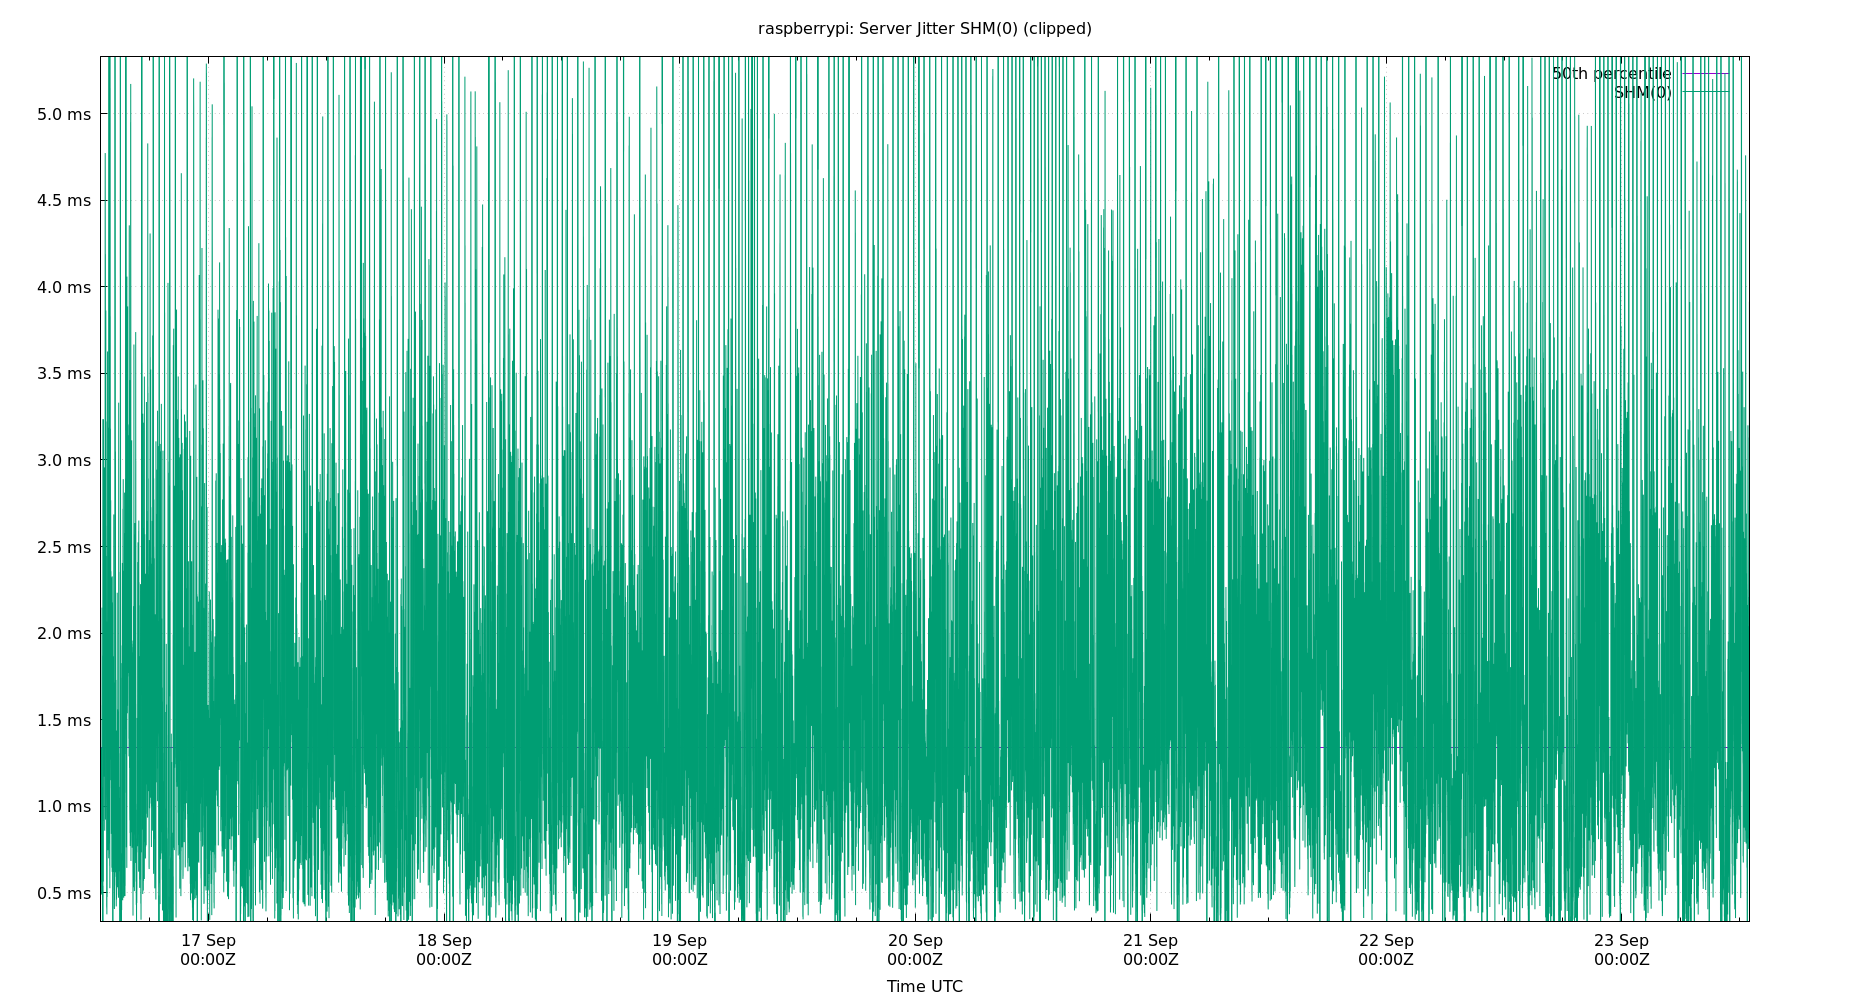 raspberrypi: Server Jitter SHM(0) (clipped)
50th percentile
SHM(0)
5.0 ms
4.5 ms
4.0 ms
3.5 ms
3.0 ms
2.5 ms
2.0 ms
1.5 ms
1.0 ms
0.5 ms
17 Sep 18 Sep 19 Sep 20 Sep 21 Sep 22 Sep 23 Sep
00:00Z 00:00Z 00:00Z 00:00Z 00:00Z 00:00Z 00:00Z
Time UTC